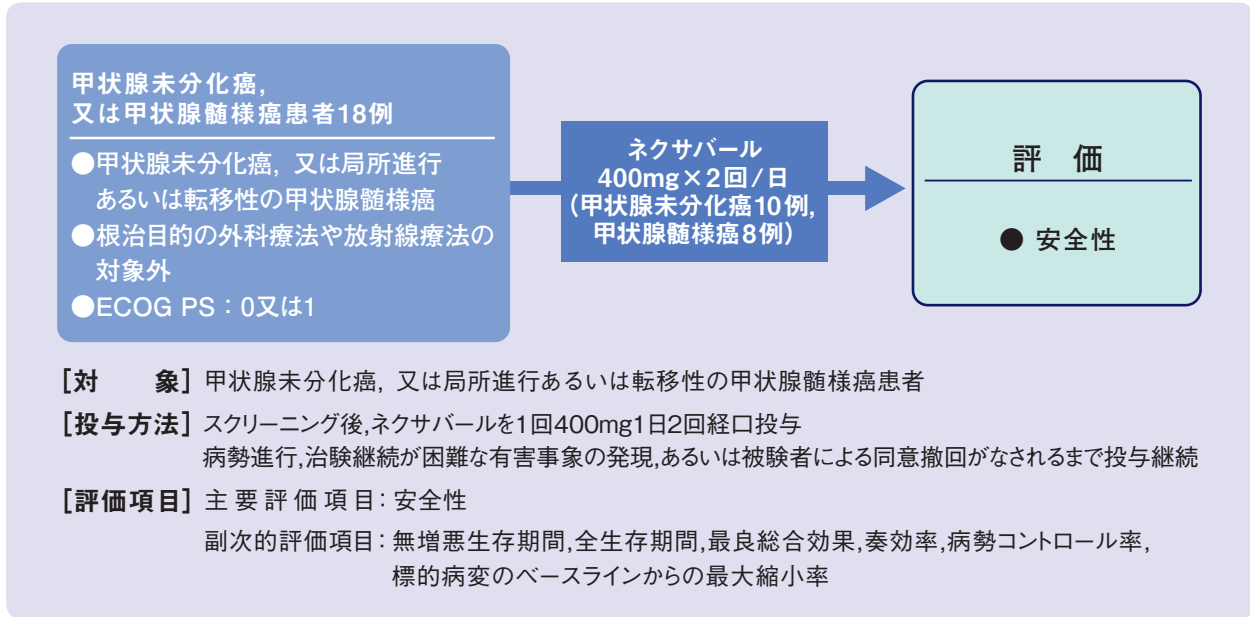 甲状腺未分化癌,
又は甲状腺髄様癌患者18例
●甲状腺未分化癌, 又は局所進行
あるいは転移性の甲状腺髄様癌
●根治目的の外科療法や放射線療法の
対象外
●ECOG PS：0又は1
ネクサバール
400mg×2回/日
(甲状腺未分化癌10例,
甲状腺髄様癌8例)
評 価
● 安全性
[対 象] 甲状腺未分化癌, 又は局所進行あるいは転移性の甲状腺髄様癌患者
[投与方法] スクリーニング後,ネクサバールを1回400mg1日2回経口投与
病勢進行,治験継続が困難な有害事象の発現,あるいは被験者による同意撤回がなされるまで投与継続
[評価項目] 主要評価項目：安全性
副次的評価項目：無増悪生存期間,全生存期間,最良総合効果,奏効率,病勢コントロール率,
標的病変のベースラインからの最大縮小率